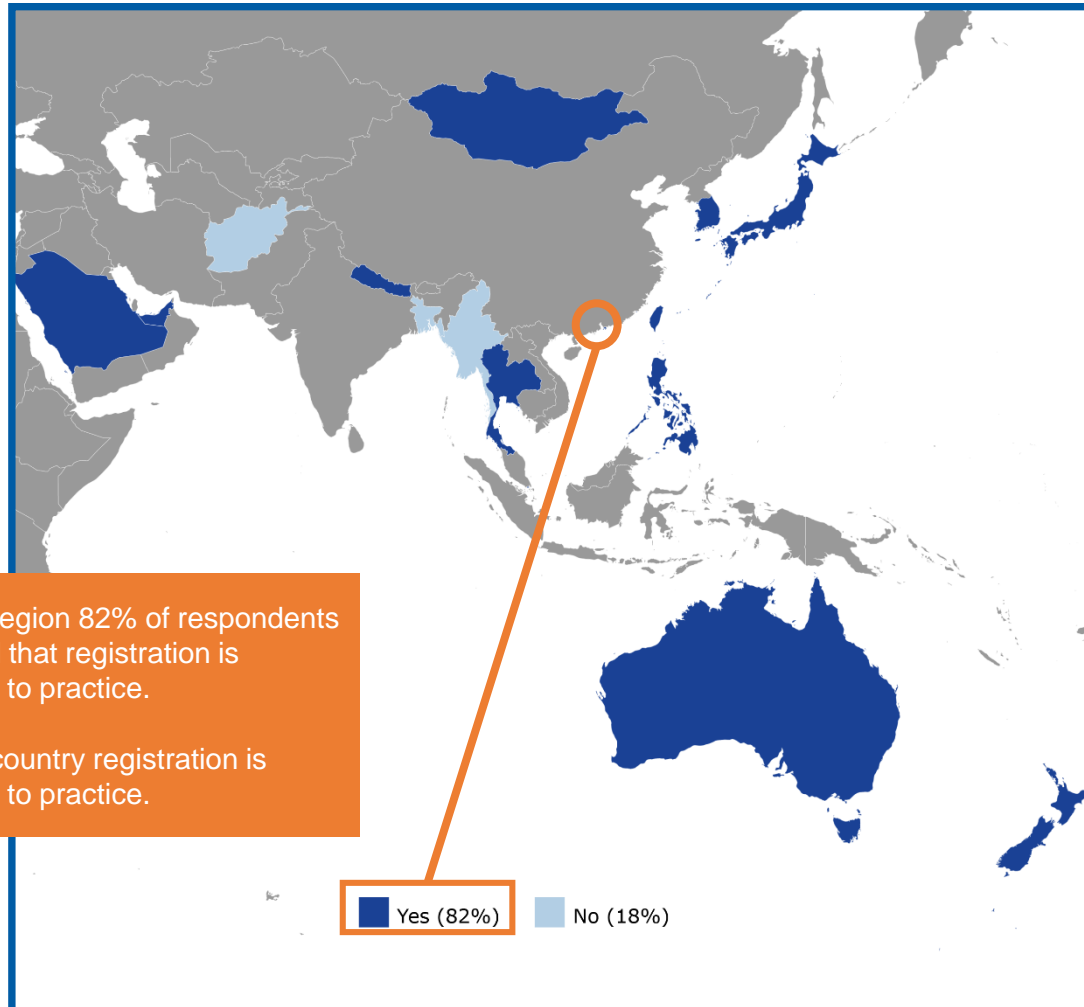 egion 82% of respondents
that registration is
to practice.
country registration is
to practice.
Yes (82%)
No (18%)